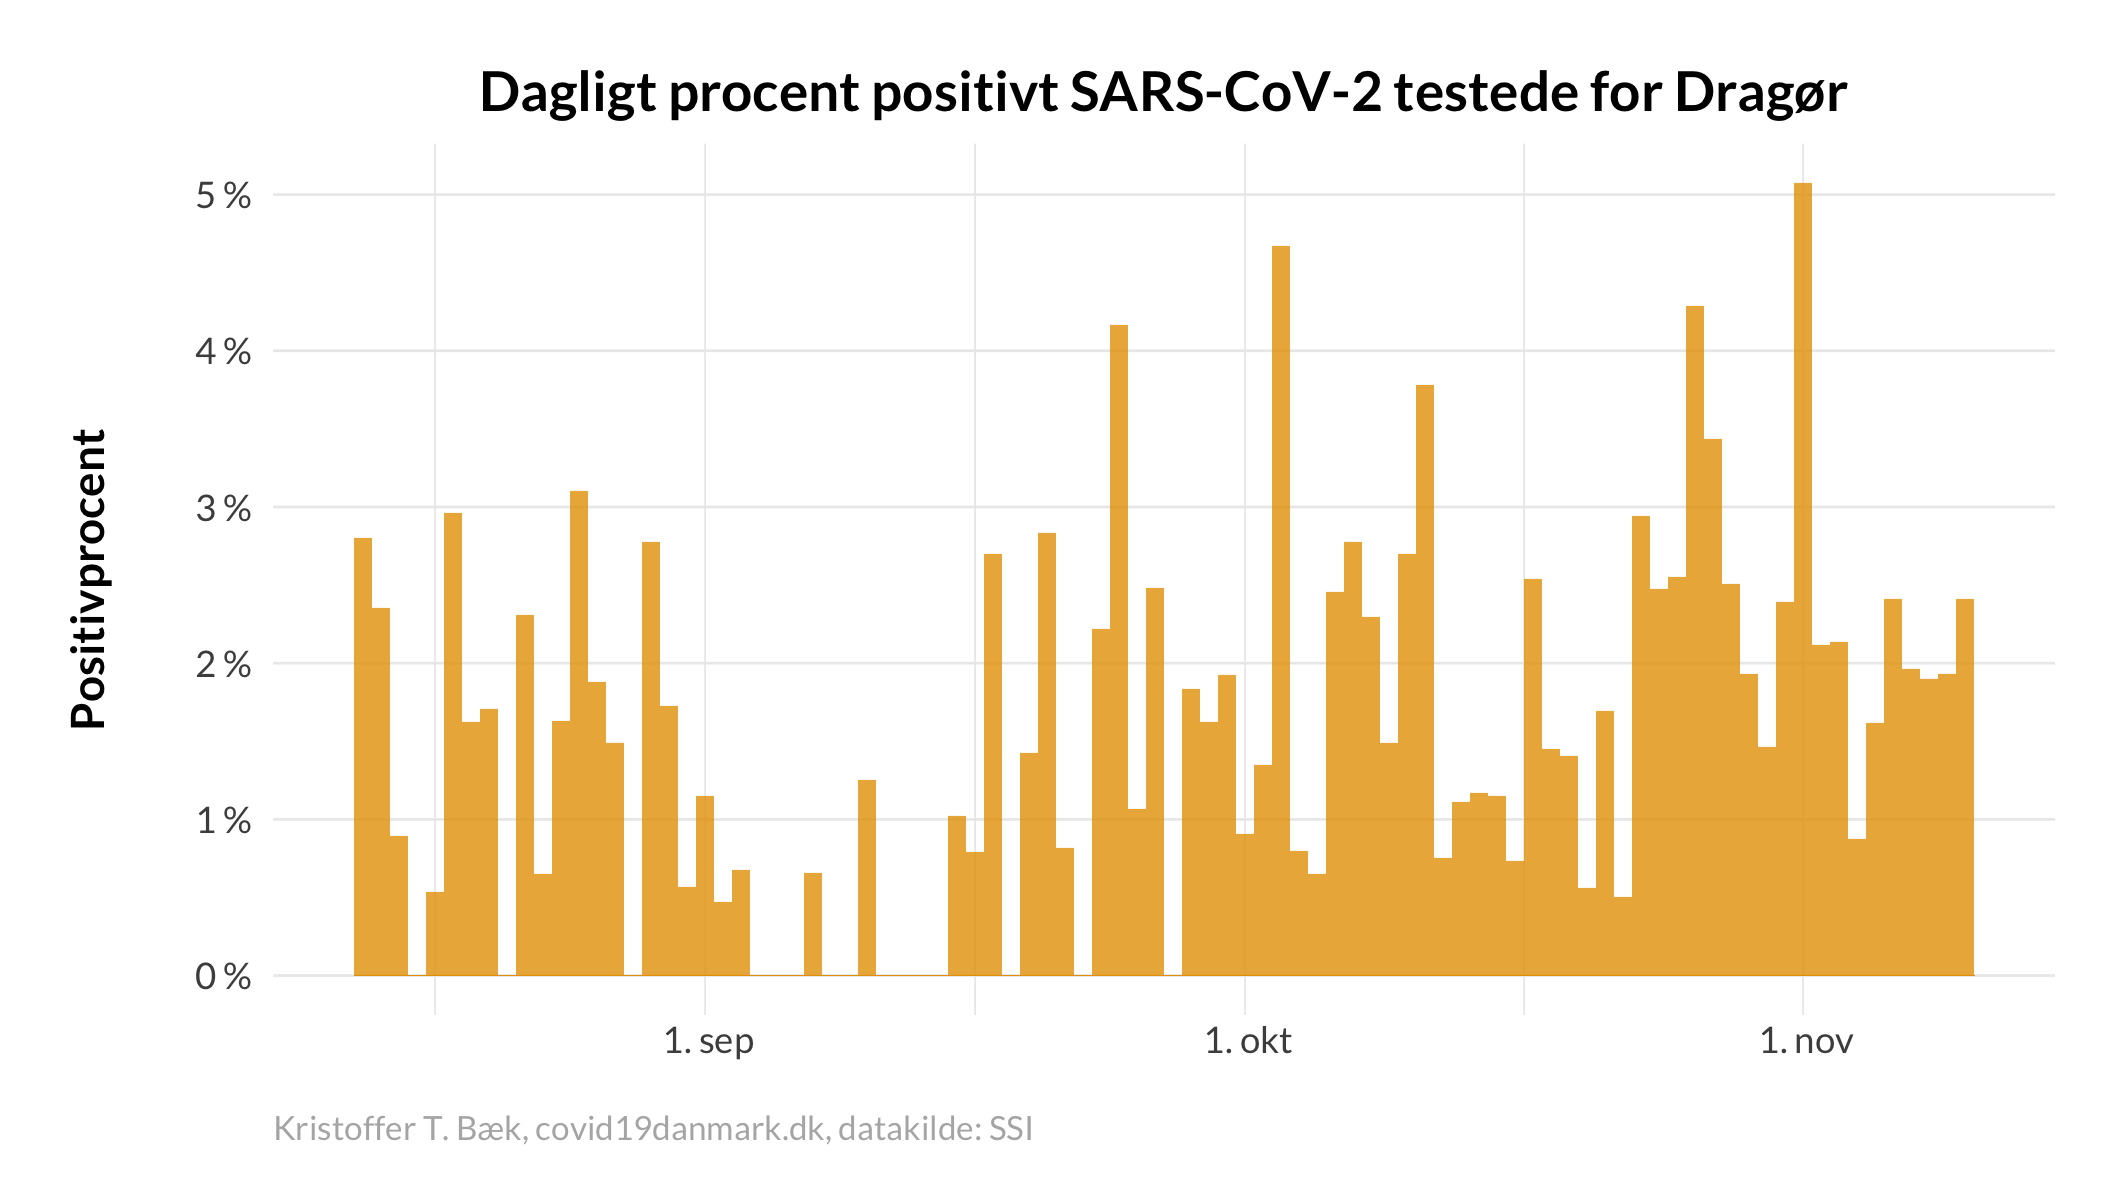 Dagligt procent positivt SARS-CoV-2 testede for Dragør
Positivprocent
5 %
4 %
3 %
2 %
1 %
0 %
1. sep
1. okt
1. nov
Kristoffer T. Bæk, covid19danmark.dk, datakilde: SSI